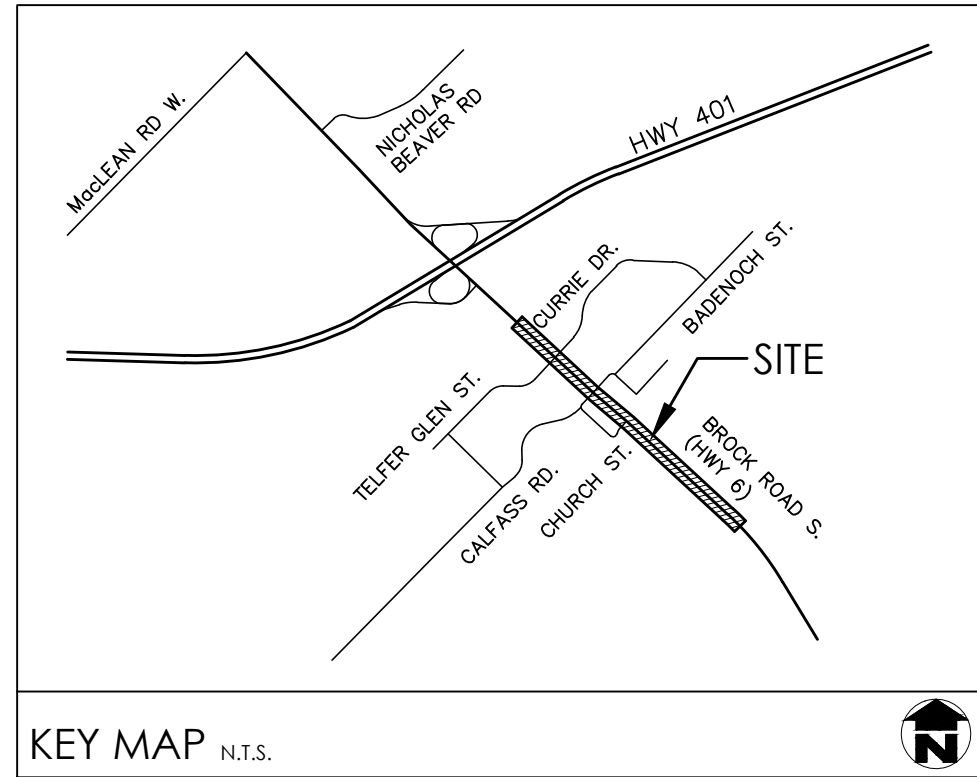 MacLEAN RD W.
NICHOLAS
BEAVER RD
HWY 401
CURRIE DR.
BADENOCH ST.
SITE
TELFER GLEN ST.
BROCK ROAD S.
(HWY 6)
CALFASS RD.
CHURCH ST.
KEY MAP N.T.S.
N